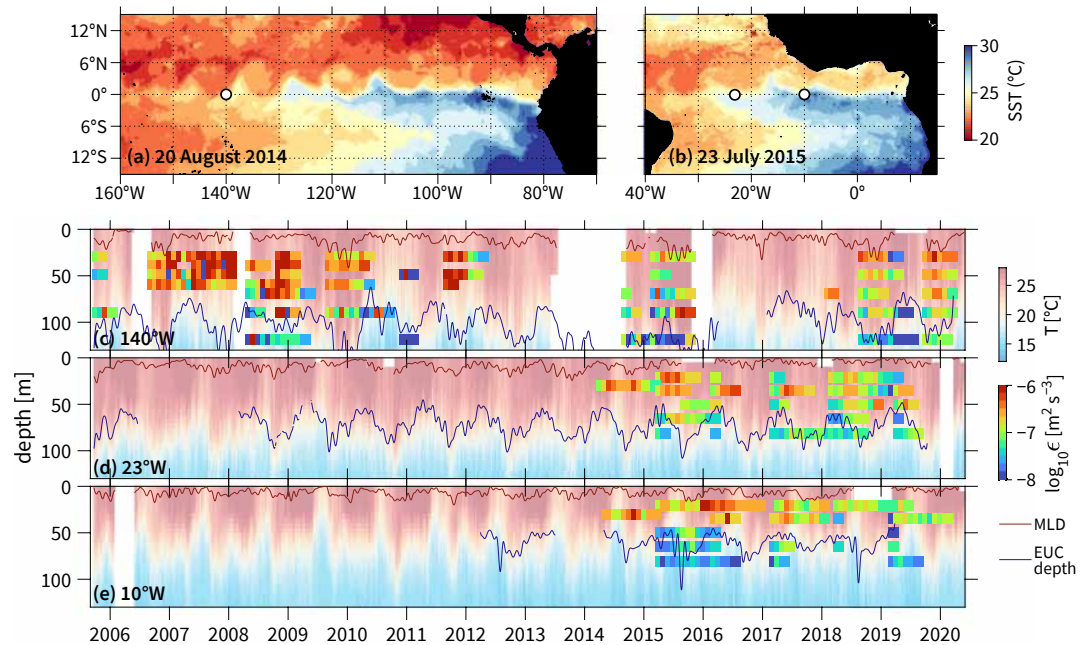 12°N
6°N
0°
6°S
12°S
(a) 20 August 2014
(b) 23 July 2015
30
25
20
SST (°C)
160°W 140°W 120°W 100°W 80°W
40°W 20°W 0°
0
50
100
(c) 140°W
25
20
15
T [°C]
0
50
100
(d) 23°W
depth [m]
−6
−7
−8
log₁₀ϵ [m² s⁻³]
0
50
100
(e) 10°W
MLD
EUC
depth
2006 2007 2008 2009 2010 2011 2012 2013 2014 2015 2016 2017 2018 2019 2020